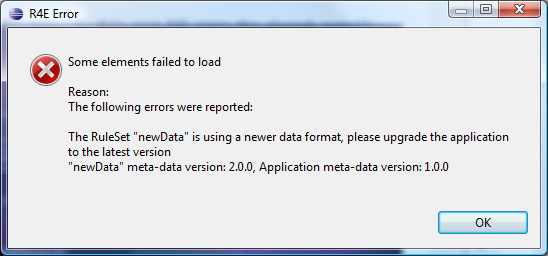 R4E Error
Some elements failed to load
Reason:
The following errors were reported:
The RuleSet "newData" is using a newer data format, please upgrade the application
to the latest version
"newData" meta-data version: 2.0.0, Application meta-data version: 1.0.0
OK